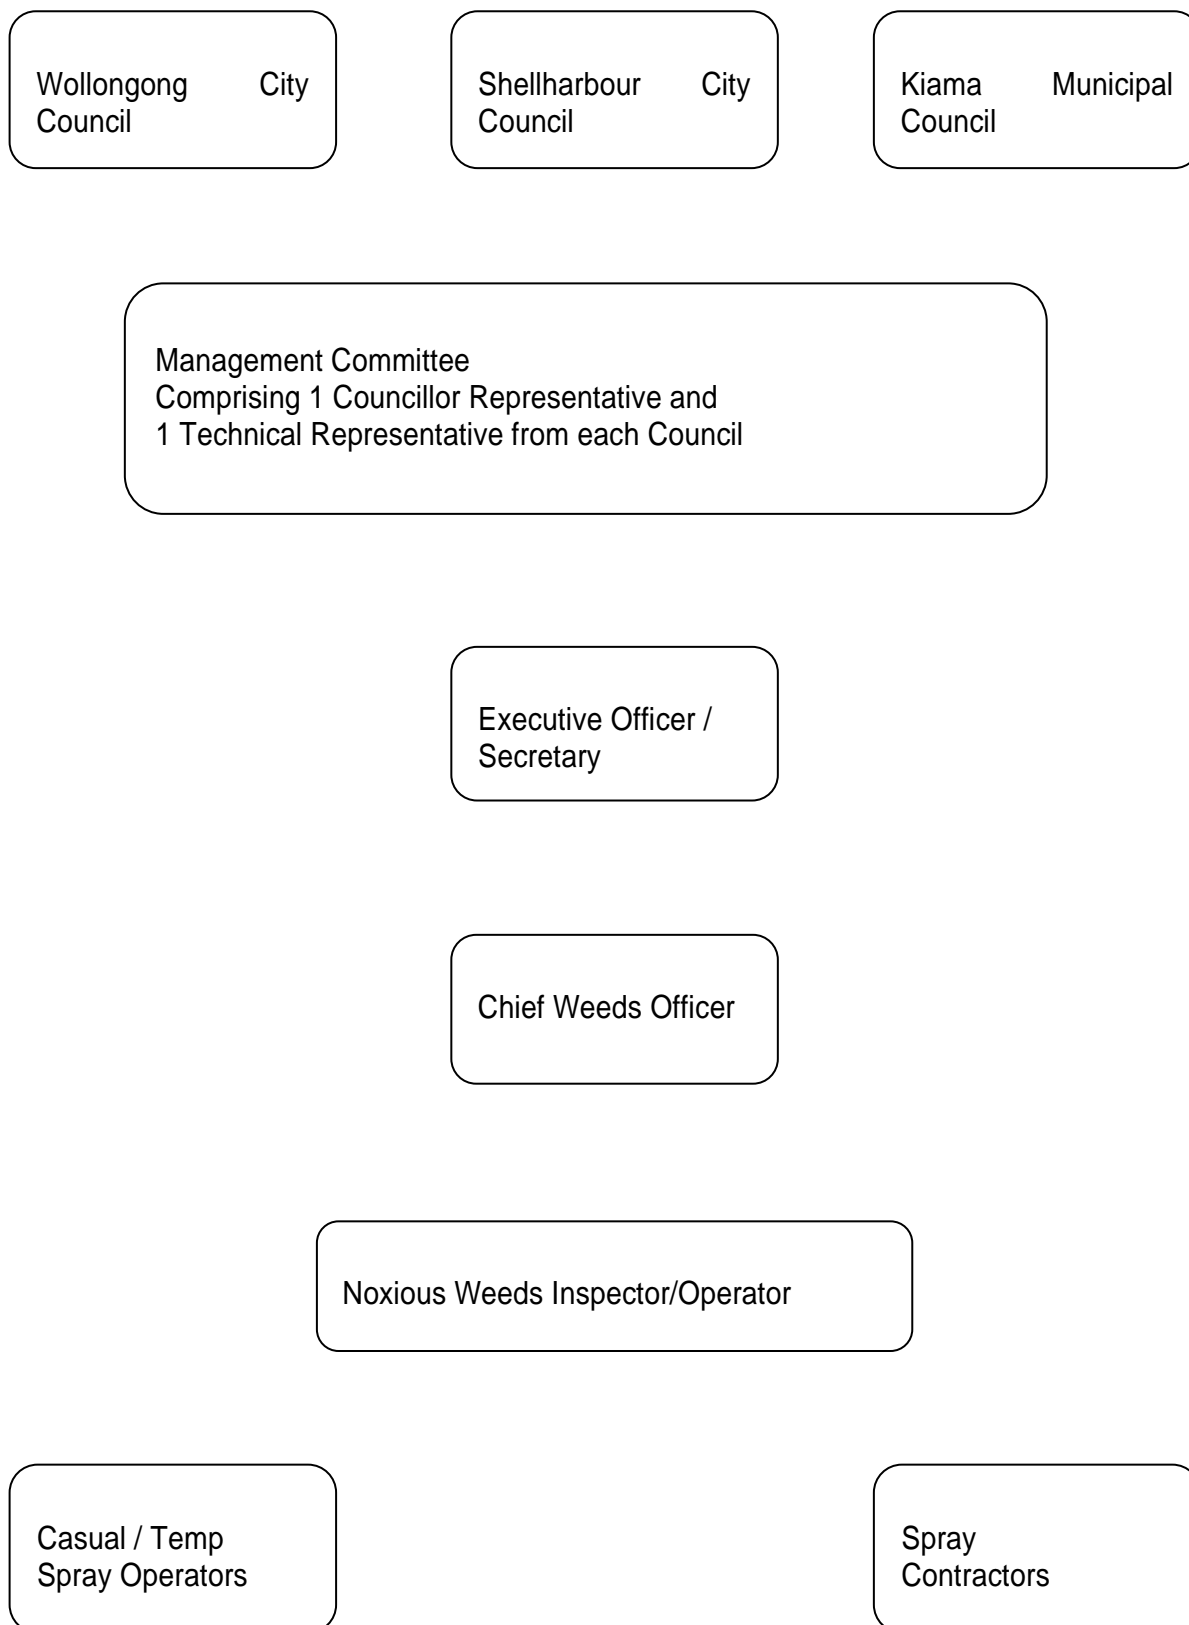 Wollongong City
Council
Shellharbour City
Council
Kiama Municipal
Council
Management Committee
Comprising 1 Councillor Representative and
1 Technical Representative from each Council
Executive Officer /
Secretary
Chief Weeds Officer
Noxious Weeds Inspector/Operator
Casual / Temp
Spray Operators
Spray
Contractors